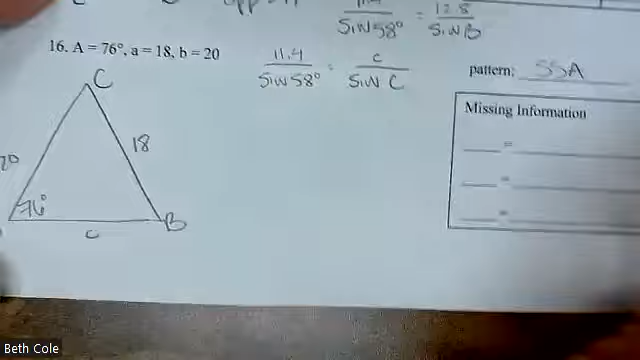 12.8
Sin 58° = Sin B
16. A = 76°, a = 18, b = 20
11.4 c
Sin 58° : Sin C
pattern: SSA
Missing Information
=
=
=
C
20
18
76°
B
c
Beth Cole